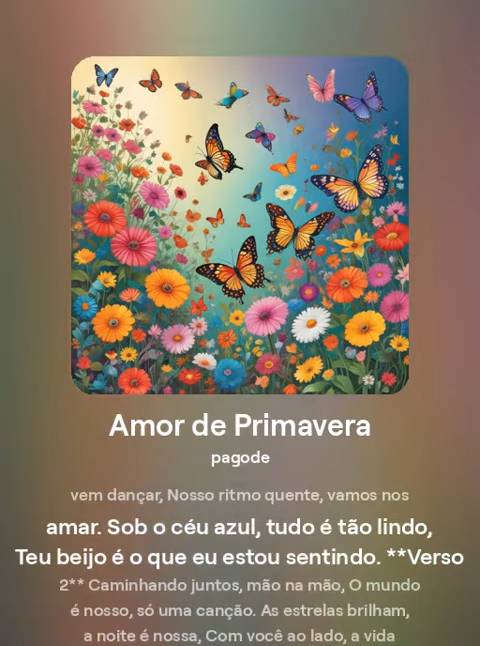 Amor de Primavera
pagode
vem dançar, Nosso ritmo quente, vamos nos
amar. Sob o céu azul, tudo é tão lindo,
Teu beijo é o que eu estou sentindo. **Verso
2** Caminhando juntos, mão na mão, O mundo
é nosso, só uma canção. As estrelas brilham,
a noite é nossa, Com você ao lado, a vida